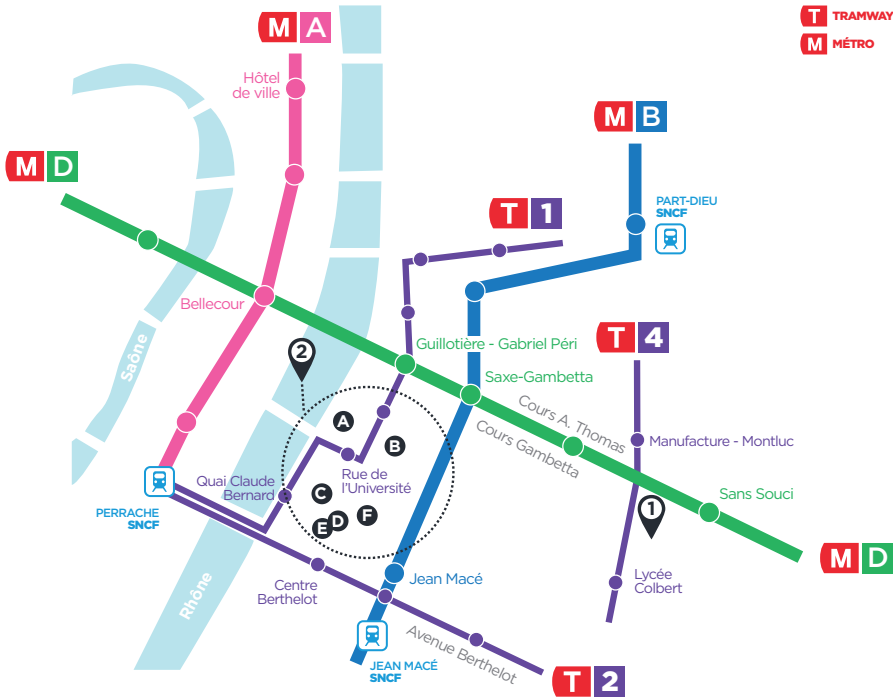 T TRAMWAY
M MÉTRO
M A
Hôtel
de ville
M B
M D
PART-DIEU
SNCF
T 1
Bellecour
Saône
Guillotière - Gabriel Péri
T 4
2
Saxe-Gambetta
Cours A. Thomas
Cours Gambetta
A
B
Manufacture - Montluc
Rue de
l'Université
Quai Claude
Bernard
C
Sans Souci
PERRACHE
SNCF
1
F
D
E
M D
Jean Macé
Lycée
Colbert
Centre
Berthelot
Rhône
Avenue Berthelot
JEAN MACÉ
SNCF
T 2